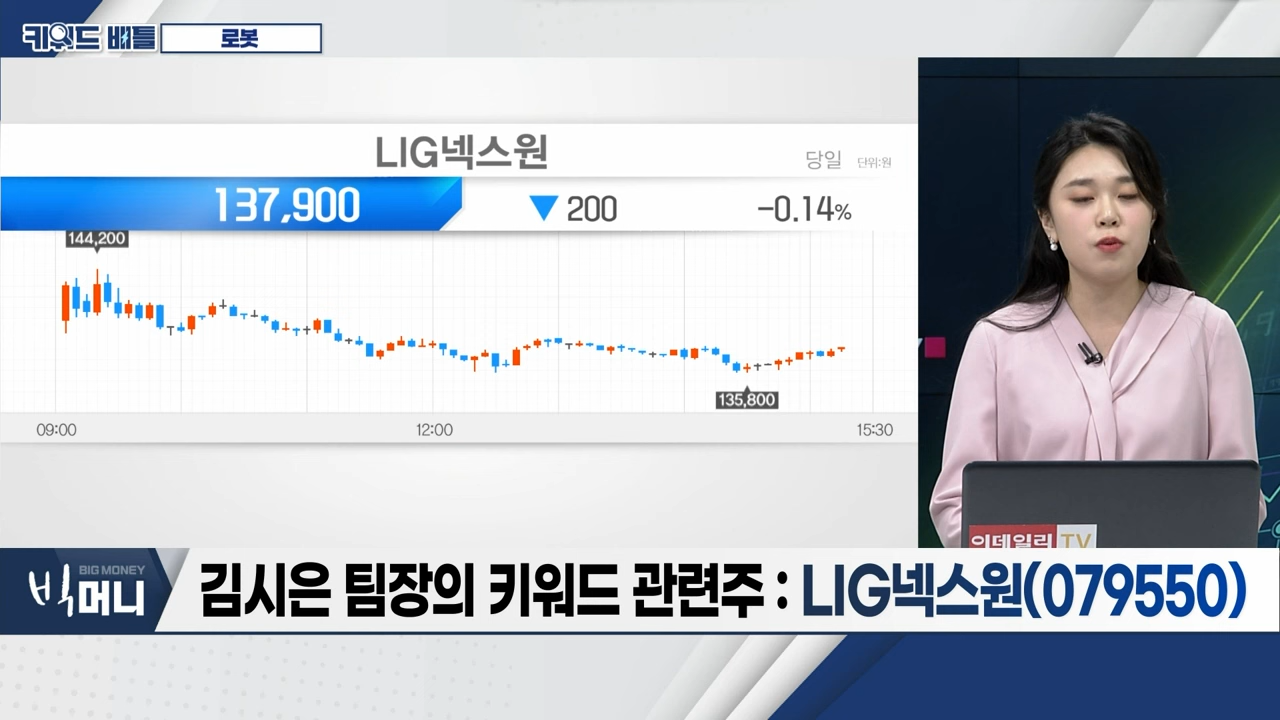 키워드 배틀
로봇
LIG넥스원
당일 단위:원
137,900 ▼200 -0.14%
144,200
135,800
09:00 12:00 15:30
이데일리 TV
BIG MONEY
빅머니
김시은 팀장의 키워드 관련주 : LIG넥스원(079550)